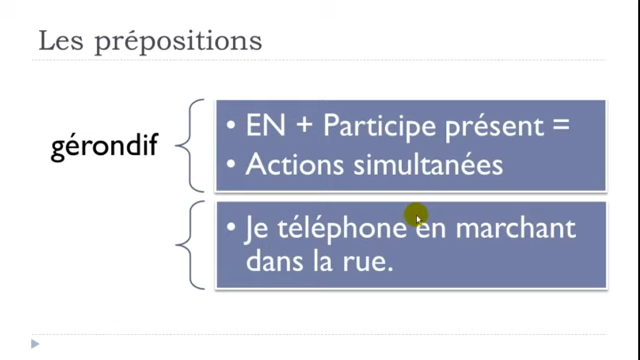 Les prépositions
gérondif
• EN + Participe présent =
• Actions simultanées
• Je téléphone en marchant
dans la rue.